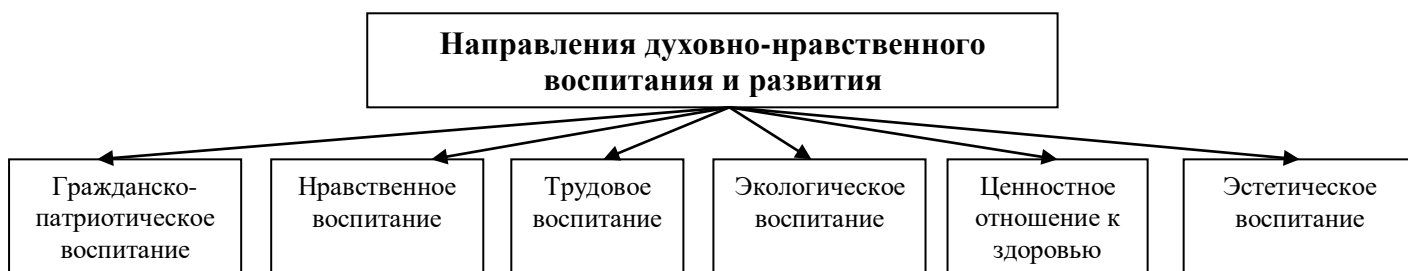 Направления духовно-нравственного
воспитания и развития
Гражданско-
патриотическое
воспитание
Нравственное
воспитание
Трудовое
воспитание
Экологическое
воспитание
Ценностное
отношение к
здоровью
Эстетическое
воспитание